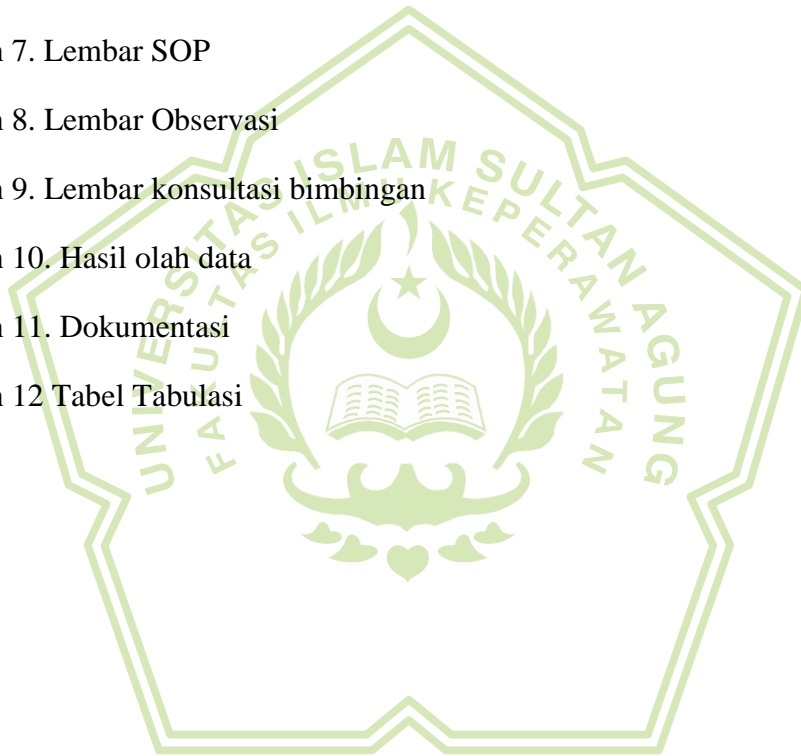 n 7. Lembar SOP
n 8. Lembar Observasi
n 9. Lembar konsultasi bimbingan
n 10. Hasil olah data
n 11. Dokumentasi
n 12 Tabel Tabulasi
UNIVERSITAS ISLAM SULTAN AGUNG
FAKULTAS ILMU KEPERAWATAN